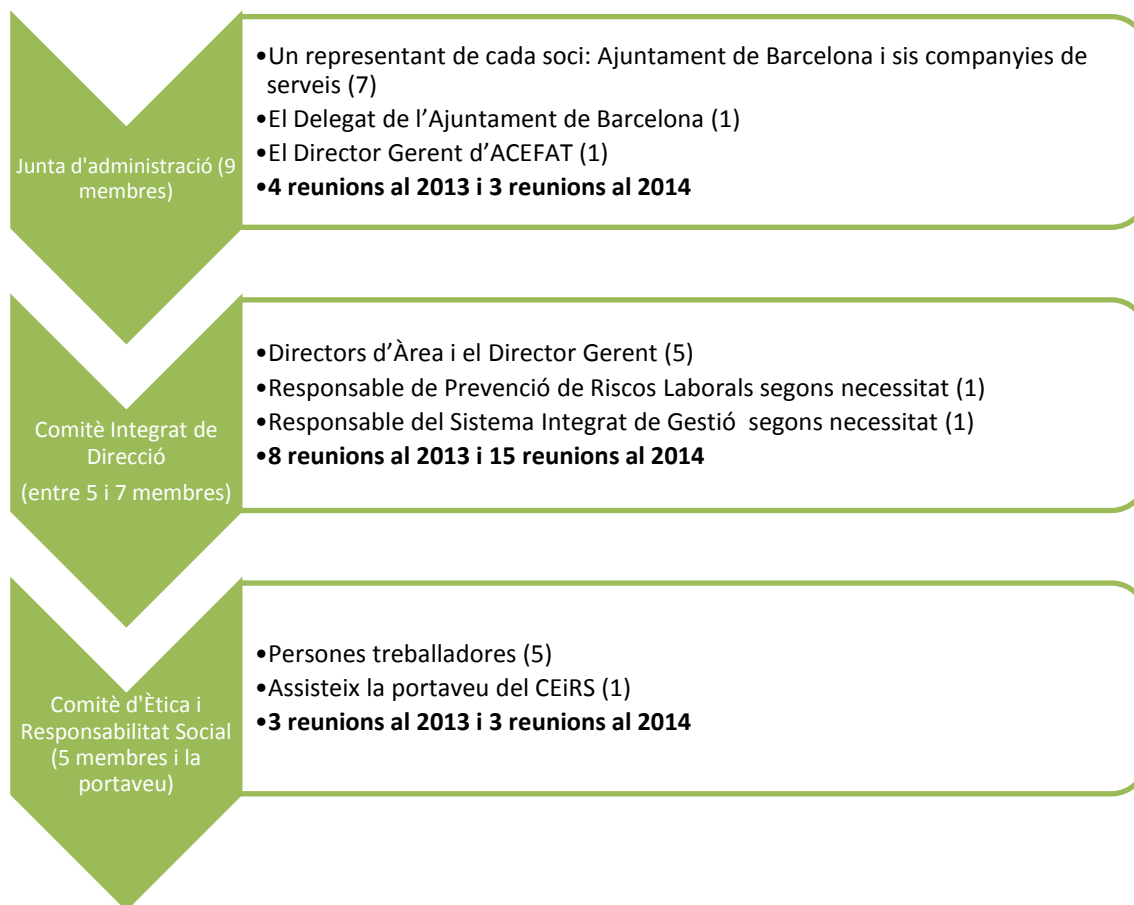 Junta d'administració (9
membres)
•Un representant de cada soci: Ajuntament de Barcelona i sis companyies de
serveis (7)
•El Delegat de l’Ajuntament de Barcelona (1)
•El Director Gerent d’ACEFAT (1)
•4 reunions al 2013 i 3 reunions al 2014
Comitè Integrat de
Direcció
(entre 5 i 7 membres)
•Directors d’Àrea i el Director Gerent (5)
•Responsable de Prevenció de Riscos Laborals segons necessitat (1)
•Responsable del Sistema Integrat de Gestió segons necessitat (1)
•8 reunions al 2013 i 15 reunions al 2014
Comitè d'Ètica i
Responsabilitat Social
(5 membres i la
portaveu)
•Persones treballadores (5)
•Assisteix la portaveu del CEiRS (1)
•3 reunions al 2013 i 3 reunions al 2014